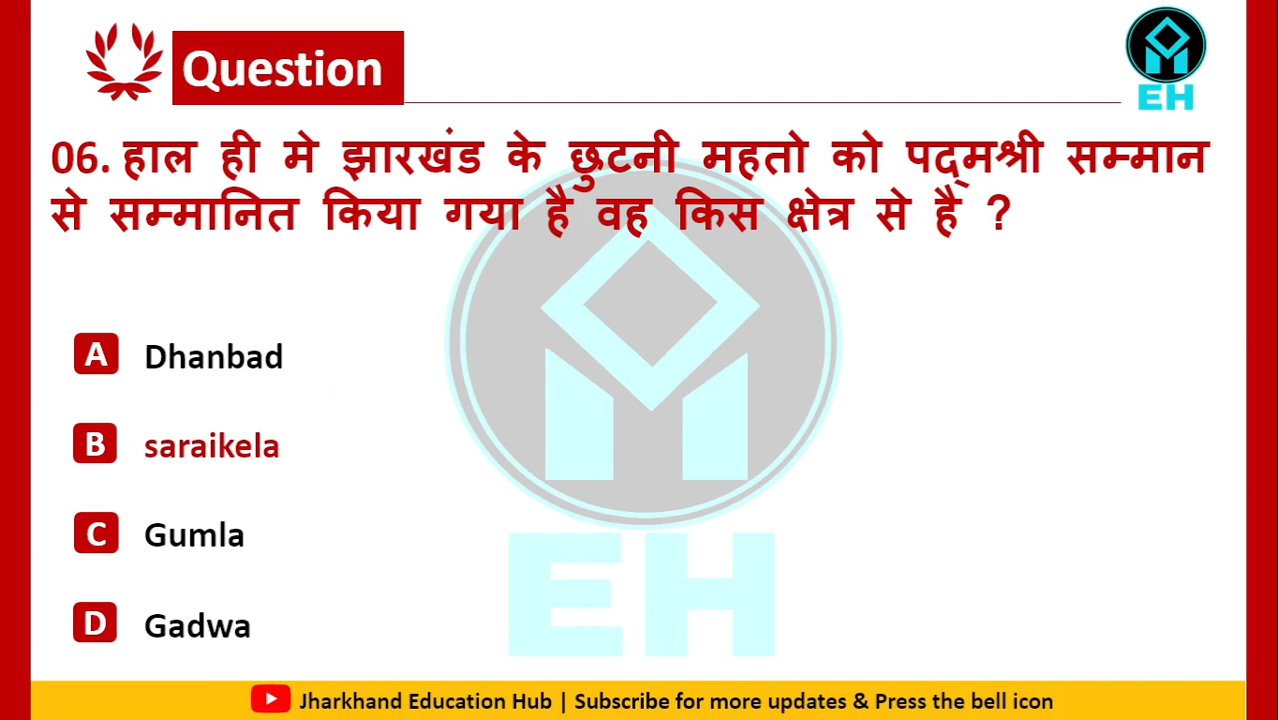 Question
EH
06. हाल ही मे झारखंड के छुटनी महतो को पद्मश्री सम्मान
से सम्मानित किया गया है वह किस क्षेत्र से है ?
A Dhanbad
B saraikela
C Gumla
D Gadwa
EH
Jharkhand Education Hub | Subscribe for more updates & Press the bell icon